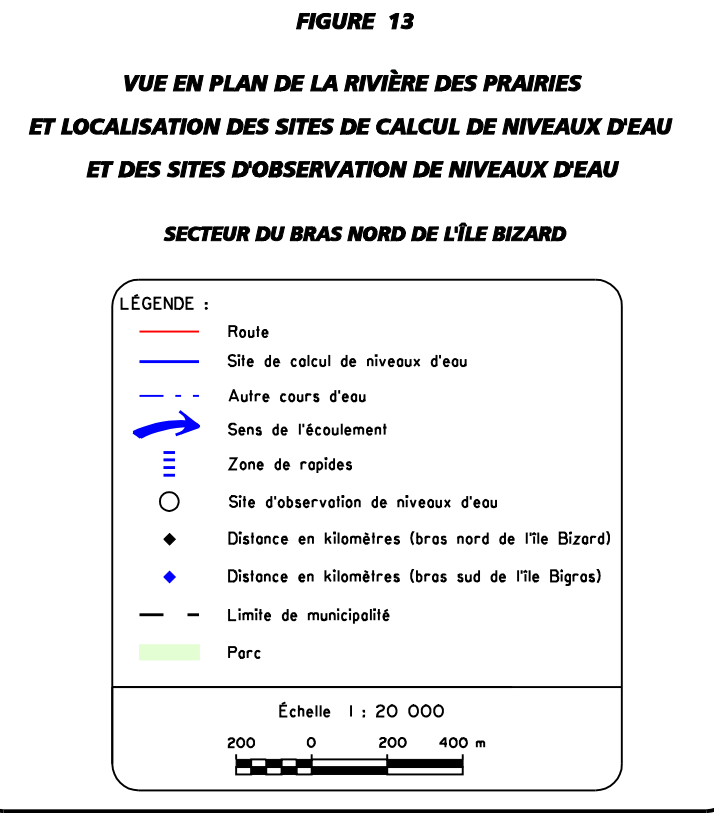 FIGURE 13
VUE EN PLAN DE LA RIVIÈRE DES PRAIRIES
ET LOCALISATION DES SITES DE CALCUL DE NIVEAUX D'EAU
ET DES SITES D'OBSERVATION DE NIVEAUX D'EAU
SECTEUR DU BRAS NORD DE L'ÎLE BIZARD
LÉGENDE :
Route
Site de calcul de niveaux d'eau
Autre cours d'eau
Sens de l'écoulement
Zone de rapides
Site d'observation de niveaux d'eau
Distance en kilomètres (bras nord de l'île Bizard)
Distance en kilomètres (bras sud de l'île Bigras)
Limite de municipalité
Parc
Échelle 1 : 20 000
200 0 200 400 m